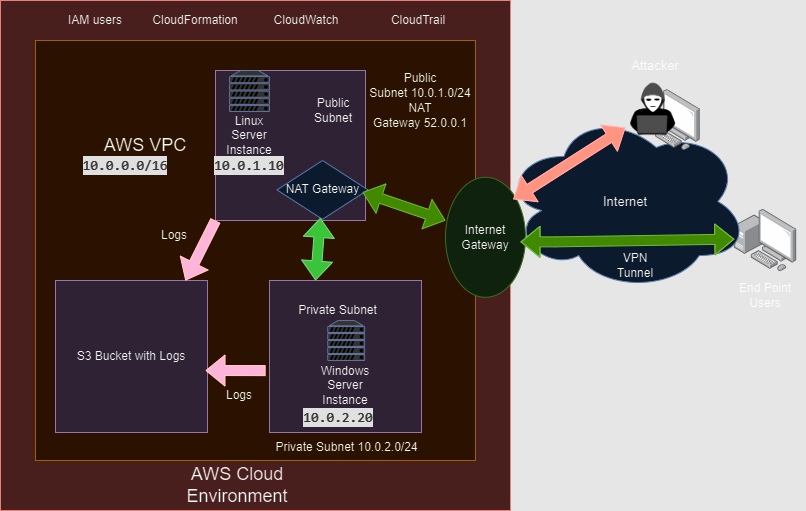 IAM users
CloudFormation
CloudWatch
CloudTrail
Attacker
Public
Subnet 10.0.1.0/24
NAT
Gateway 52.0.0.1
Public
Subnet
Linux
Server
Instance
10.0.1.10
AWS VPC
10.0.0.0/16
NAT Gateway
Internet
Internet
Gateway
VPN
Tunnel
End Point
Users
Logs
Private Subnet
S3 Bucket with Logs
Windows
Server
Instance
10.0.2.20
Logs
Private Subnet 10.0.2.0/24
AWS Cloud
Environment